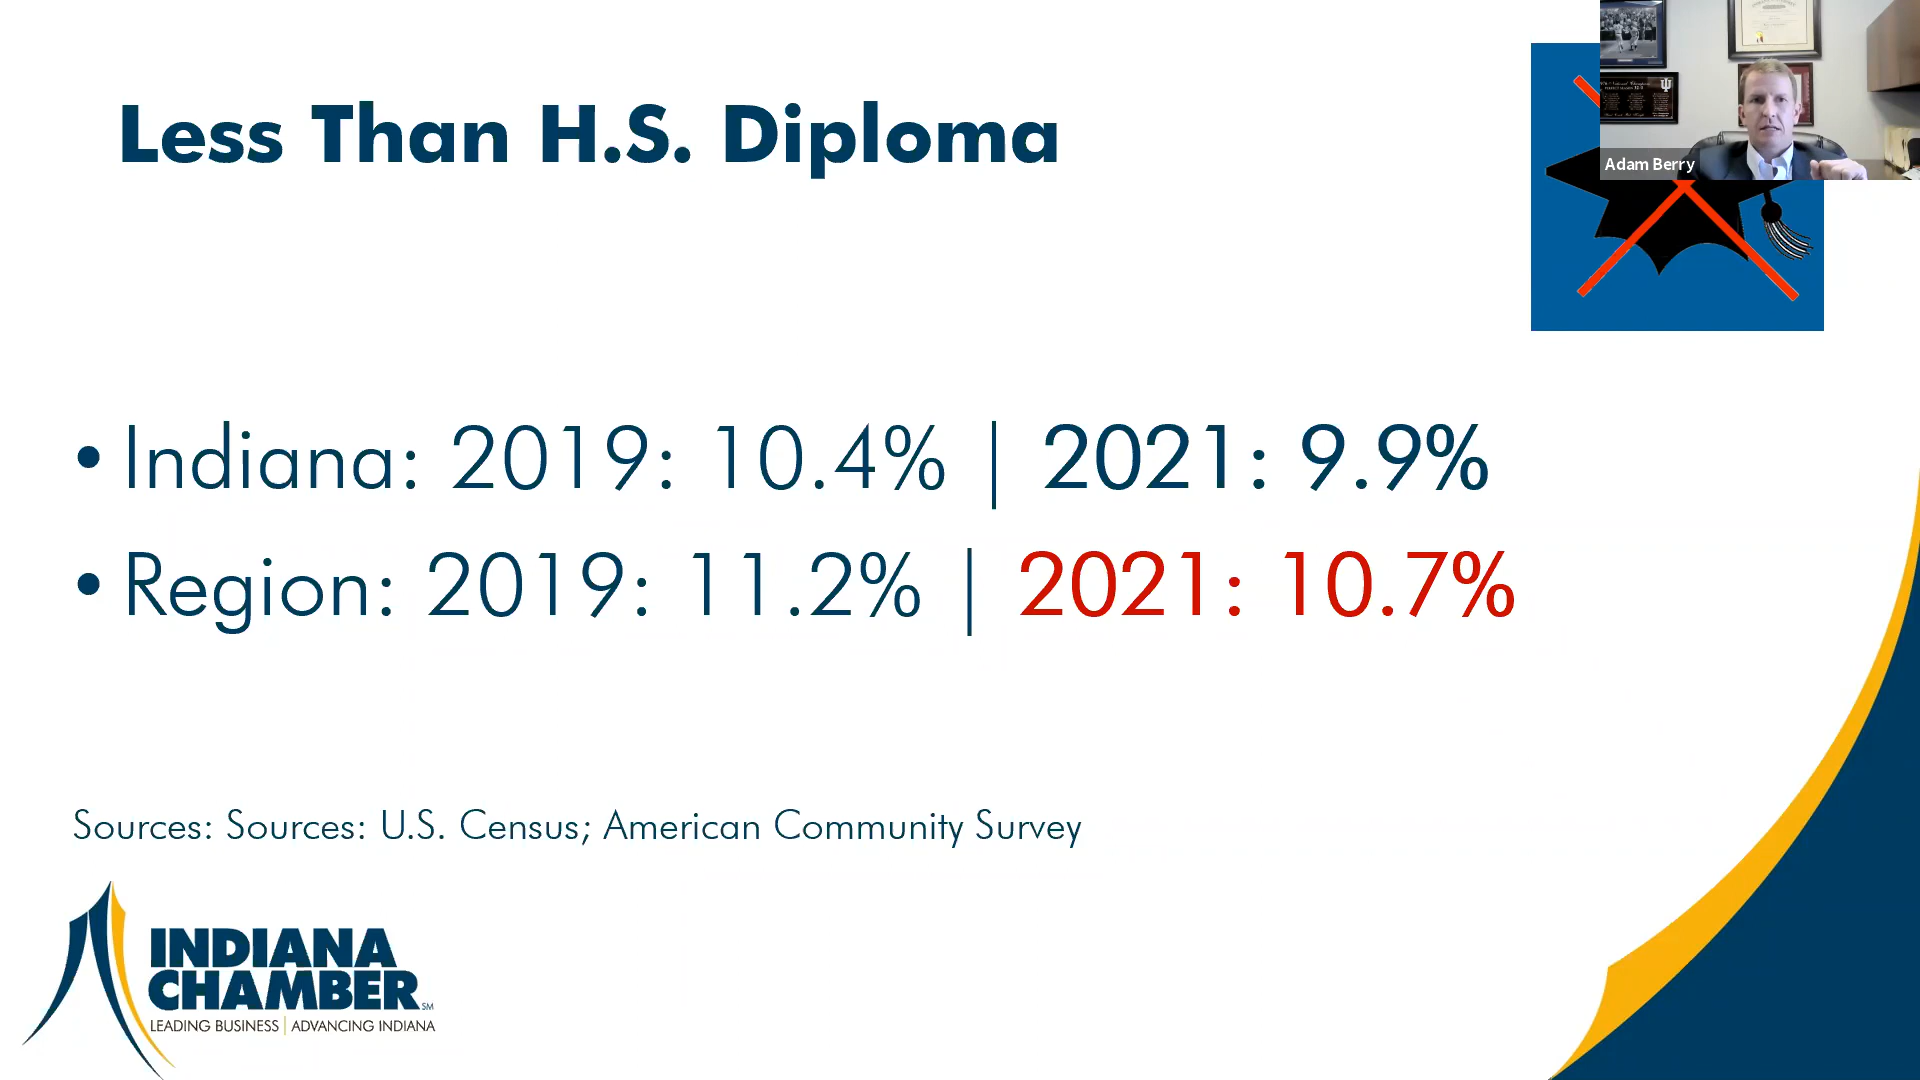 Less Than H.S. Diploma
Adam Berry
• Indiana: 2019: 10.4% | 2021: 9.9%
• Region: 2019: 11.2% | 2021: 10.7%
Sources: Sources: U.S. Census; American Community Survey
INDIANA
CHAMBER SM
LEADING BUSINESS | ADVANCING INDIANA